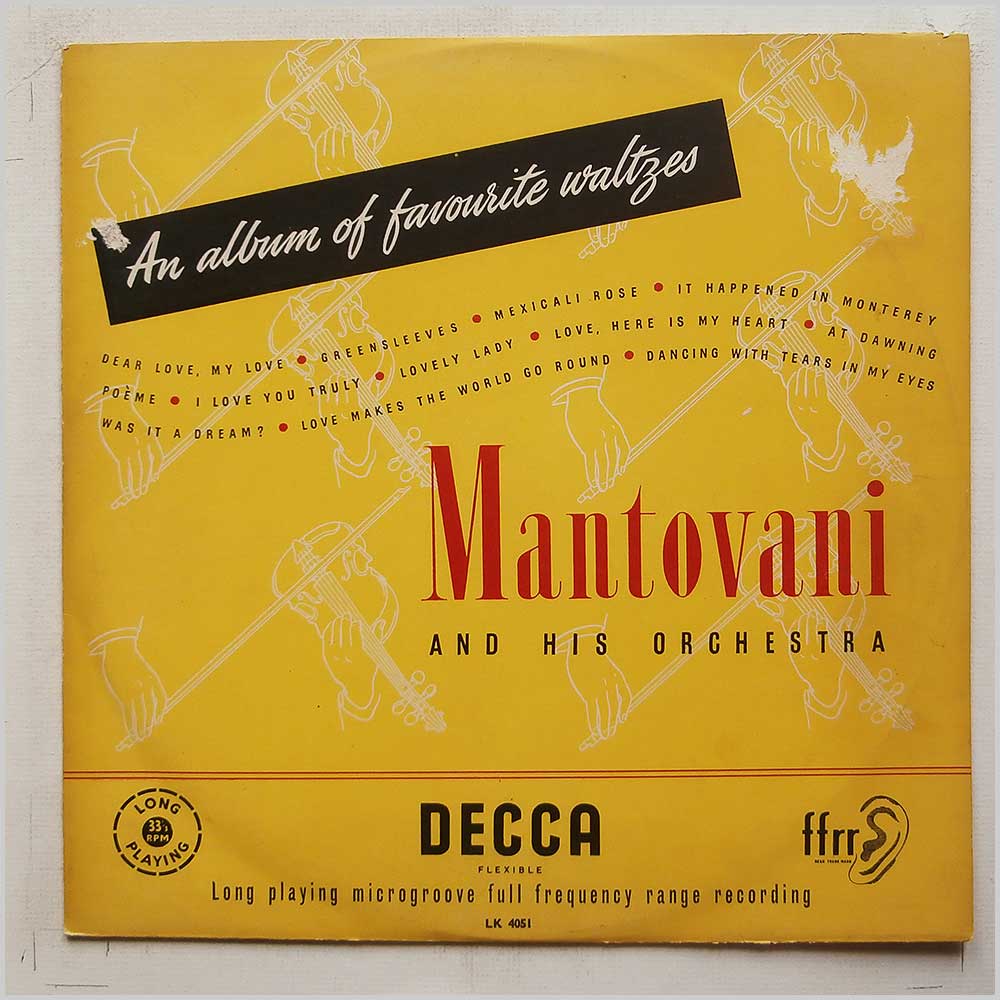 An album of favourite waltzes
DEAR LOVE, MY LOVE • GREENSLEEVES • MEXICALI ROSE • IT HAPPENED IN MONTEREY
POÈME • I LOVE YOU TRULY • LOVELY LADY • LOVE, HERE IS MY HEART • AT DAWNING
WAS IT A DREAM? • LOVE MAKES THE WORLD GO ROUND • DANCING WITH TEARS IN MY EYES
Mantovani
AND HIS ORCHESTRA
LONG
33⅓
RPM
PLAYING
DECCA
FLEXIBLE
ffrr
REGD TRADE MARK
Long playing microgroove full frequency range recording
LK 4051